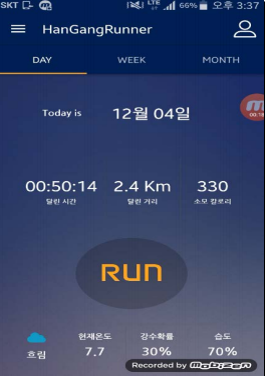 SKT LTE 66% 오후 3:37
HanGangRunner
DAY WEEK MONTH
Today is 12월 04일
00:50:14 2.4 Km 330
달린 시간 달린 거리 소모 칼로리
RUN
현재온도 강수확률 습도
흐림 7.7 30% 70%
Recorded by mobizen